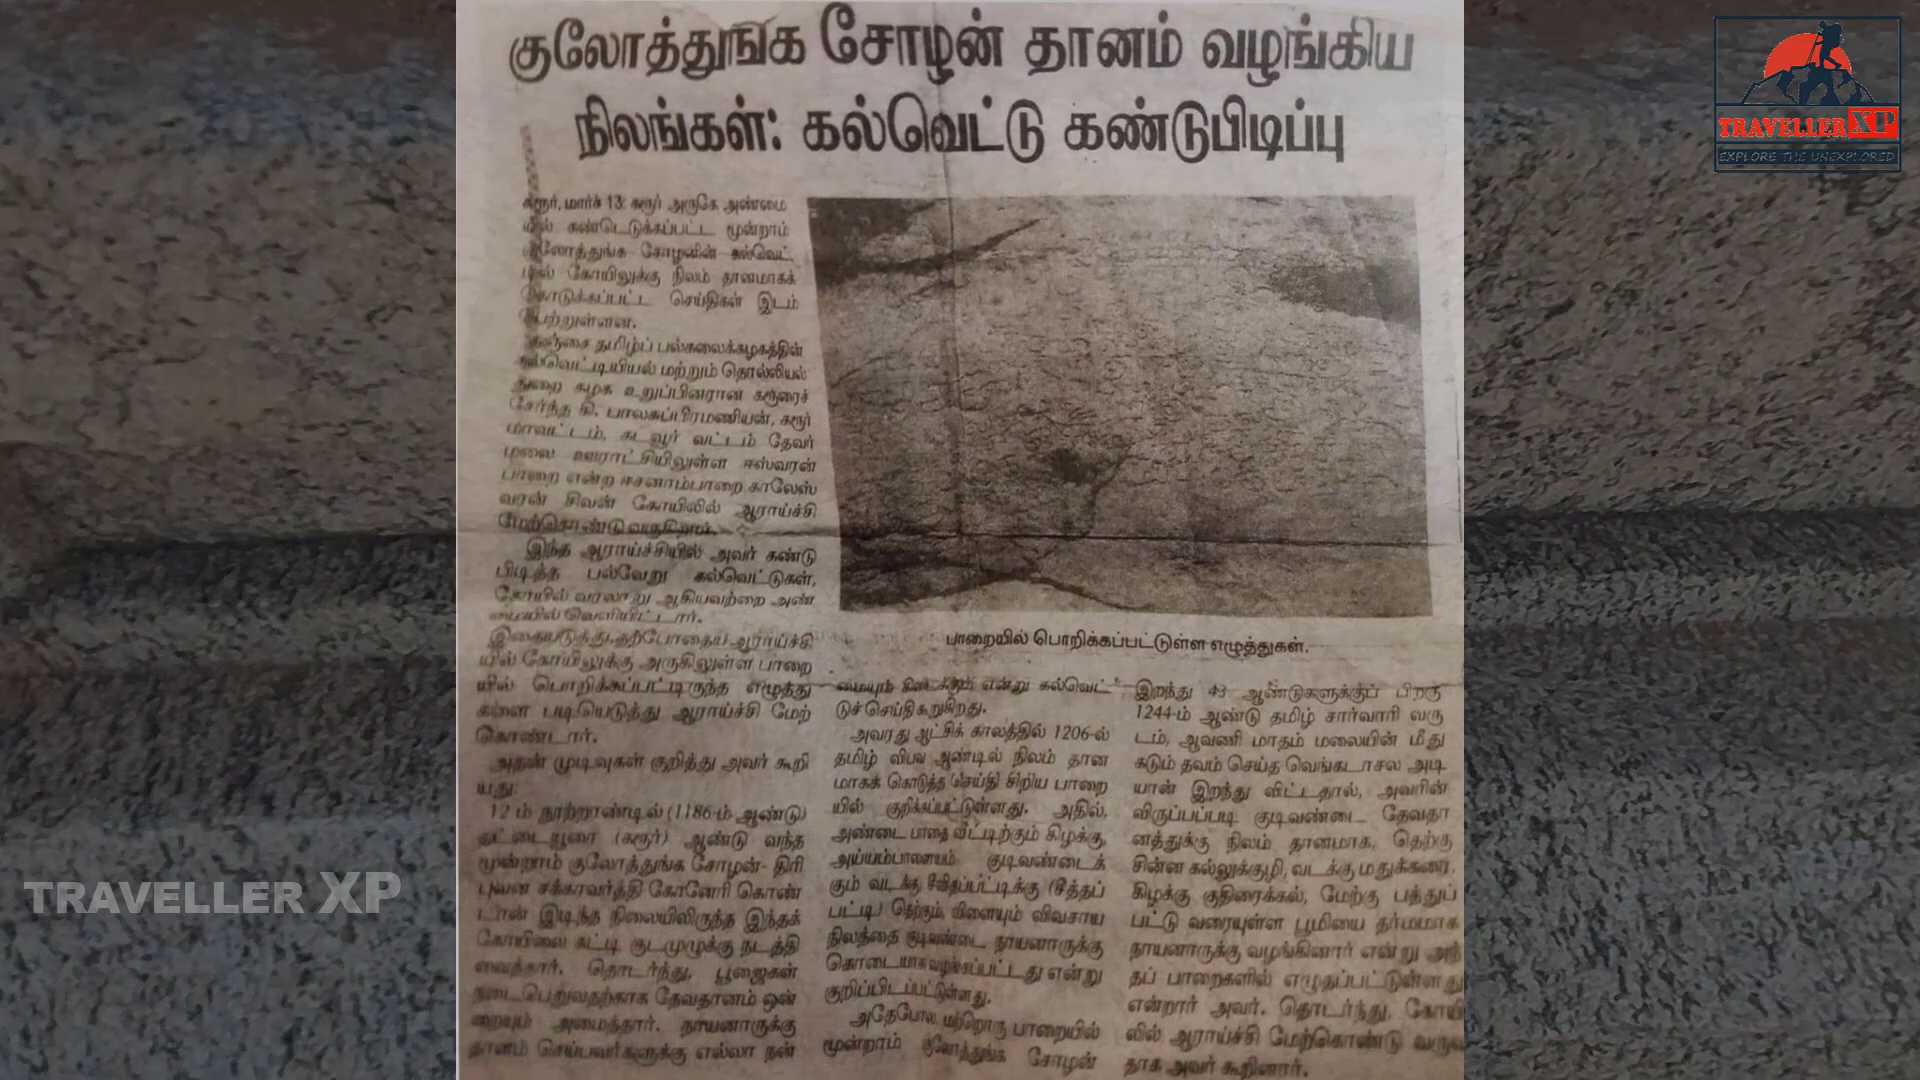 குலோத்துங்க சோழன் தானம் வழங்கிய
நிலங்கள்: கல்வெட்டு கண்டுபிடிப்பு
கரூர், மார்ச் 13: கரூர் அருகே அண்மை
யில் கண்டெடுக்கப்பட்ட மூன்றாம்
குலோத்துங்க சோழனின் கல்வெட்
டில் கோயிலுக்கு நிலம் தானமாகக்
கொடுக்கப்பட்ட செய்திகள் இடம்
பெற்றுள்ளன.
தஞ்சை தமிழ்ப் பல்கலைக்கழகத்தின்
கல்வெட்டியியல் மற்றும் தொல்லியல்
துறை கழக உறுப்பினரான கரூரைச்
சேர்ந்த கி. பாலசுப்பிரமணியன், கரூர்
மாவட்டம், கடவூர் வட்டம் தேவர்
மலை ஊராட்சியிலுள்ள ஈஸ்வரன்
பாறை என்ற ஈசனாம்பாறை காலேஸ்
வரன் சிவன் கோயிலில் ஆராய்ச்சி
மேற்கொண்டு வருகிறார்.
இந்த ஆராய்ச்சியில் அவர் கண்டு
பிடித்த பல்வேறு கல்வெட்டுகள்,
கோயில் வரலாறு ஆகியவற்றை அண்
மையில் வெளியிட்டார்.
இதையடுத்து, தற்போதைய ஆராய்ச்சி
யில் கோயிலுக்கு அருகிலுள்ள பாறை
யில் பொறிக்கப்பட்டிருந்த எழுத்து
களை படியெடுத்து ஆராய்ச்சி மேற்
கொண்டார்.
அதன் முடிவுகள் குறித்து அவர் கூறி
யது:
12 ம் நூற்றாண்டில் (1186-ம் ஆண்டு)
தட்டையூரை (கரூர்) ஆண்டு வந்த
மூன்றாம் குலோத்துங்க சோழன்- திரி
புவன சக்கரவர்த்தி கோனேரி கொண்
டான் இடிந்த நிலையிலிருந்த இந்தக்
கோயிலை கட்டி குடமுழுக்கு நடத்தி
வைத்தார். தொடர்ந்து, பூஜைகள்
நடைபெறுவதற்காக தேவதானம் ஒன்
றையும் அமைத்தார். நாயனாருக்கு
தானம் செய்பவர்களுக்கு எல்லா நன்
பாறையில் பொறிக்கப்பட்டுள்ள எழுத்துகள்.
மையும் கிடைக்கும் என்று கல்வெட்
டுச் செய்தி கூறுகிறது.
அவரது ஆட்சிக் காலத்தில் 1206-ல்
தமிழ் விபவ ஆண்டில் நிலம் தான
மாகக் கொடுத்த செய்தி சிறிய பாறை
யில் குறிக்கப்பட்டுள்ளது. அதில்,
அண்டை பாதை வீட்டிற்கும் கிழக்கு,
அய்யம்பாளையம் குடிவண்டைக்
கும் வடக்கு சீவிதப்பட்டிக்கு (சீத்தப்
பட்டி) தெற்கும் விளையும் விவசாய
நிலத்தை குடிவண்டை நாயனாருக்கு
கொடையாக வழங்கப்பட்டது என்று
குறிப்பிடப்பட்டுள்ளது.
அதேபோல மற்றொரு பாறையில்
மூன்றாம் குலோத்துங்க சோழன்
இறந்து 43 ஆண்டுகளுக்குப் பிறகு
1244-ம் ஆண்டு தமிழ் சார்வாரி வரு
டம், ஆவணி மாதம் மலையின் மீது
கடும் தவம் செய்த வெங்கடாசல அடி
யான் இறந்து விட்டதால், அவரின்
விருப்பப்படி குடிவண்டை தேவதா
னத்துக்கு நிலம் தானமாக, தெற்கு
சின்ன கல்லுக்குழி, வடக்கு மதுக்கரை,
கிழக்கு குதிரைக்கல், மேற்கு பத்துப்
பட்டு வரையுள்ள பூமியை தர்மமாக
நாயனாருக்கு வழங்கினார் என்று அந்
தப் பாறைகளில் எழுதப்பட்டுள்ளது
என்றார் அவர். தொடர்ந்து, கோயி
லில் ஆராய்ச்சி மேற்கொண்டு வருவ
தாக அவர் கூறினார்.
TRAVELLER XP
EXPLORE THE UNEXPLORED
TRAVELLER XP